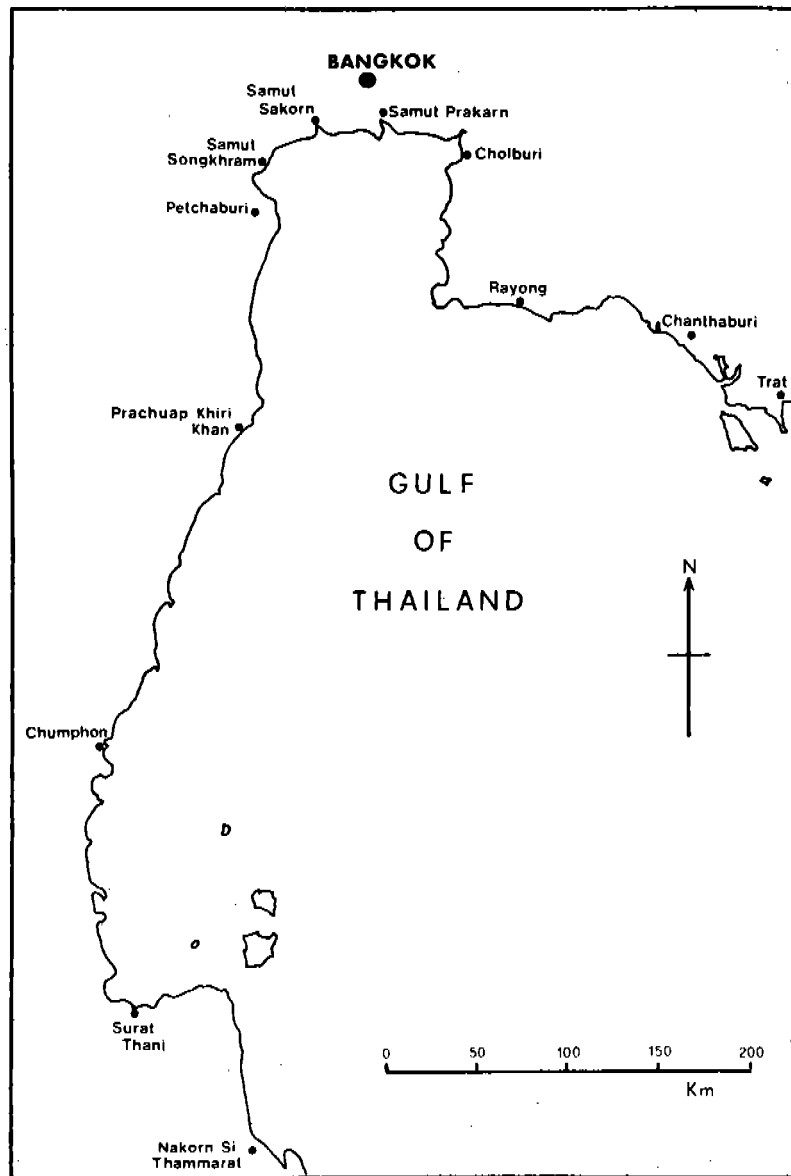 BANGKOK
Samut
Sakorn
Samut Prakarn
Samut
Songkhram
Cholburi
Petchaburi
Rayong
Chanthaburi
Trat
Prachuap Khiri
Khan
GULF
OF
THAILAND
N
Chumphon
Surat
Thani
0 50 100 150 200
Km
Nakorn Si
Thammarat